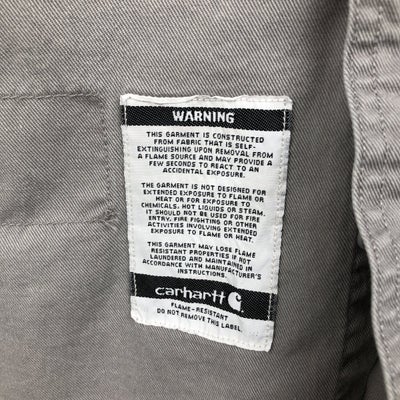 WARNING
THIS GARMENT IS CONSTRUCTED
FROM FABRIC THAT IS SELF-
EXTINGUISHING UPON REMOVAL FROM
A FLAME SOURCE AND MAY PROVIDE A
FEW SECONDS TO REACT TO AN
ACCIDENTAL EXPOSURE.
THE GARMENT IS NOT DESIGNED FOR
EXTENDED EXPOSURE TO FLAME OR
HEAT OR FOR EXPOSURE TO
CHEMICALS, HOT LIQUIDS OR STEAM.
IT SHOULD NOT BE USED FOR FIRE
ENTRY, FIRE FIGHTING OR OTHER
ACTIVITIES INVOLVING EXTENDED
EXPOSURE TO FLAME OR HEAT.
THIS GARMENT MAY LOSE FLAME
RESISTANT PROPERTIES IF NOT
LAUNDERED AND MAINTAINED IN
ACCORDANCE WITH MANUFACTURER'S
INSTRUCTIONS.
carhartt
FLAME-RESISTANT
DO NOT REMOVE THIS LABEL